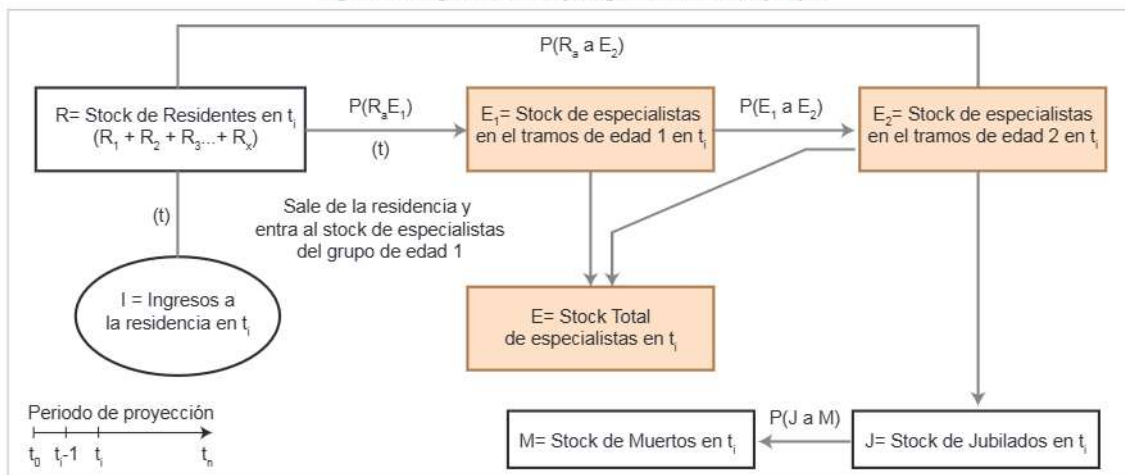 P(Rₐ a E₂)
R= Stock de Residentes en tᵢ
(R₁ + R₂ + R₃...+ Rₓ)
P(RₐE₁)
(t)
E₁= Stock de especialistas
en el tramos de edad 1 en tᵢ
P(E₁ a E₂)
E₂= Stock de especialistas
en el tramos de edad 2 en tᵢ
(t)
Sale de la residencia y
entra al stock de especialistas
del grupo de edad 1
I = Ingresos a
la residencia en tᵢ
E= Stock Total
de especialistas en tᵢ
Periodo de proyección
t₀ tᵢ-1 tᵢ tₙ
M= Stock de Muertos en tᵢ
P(J a M)
J= Stock de Jubilados en tᵢ